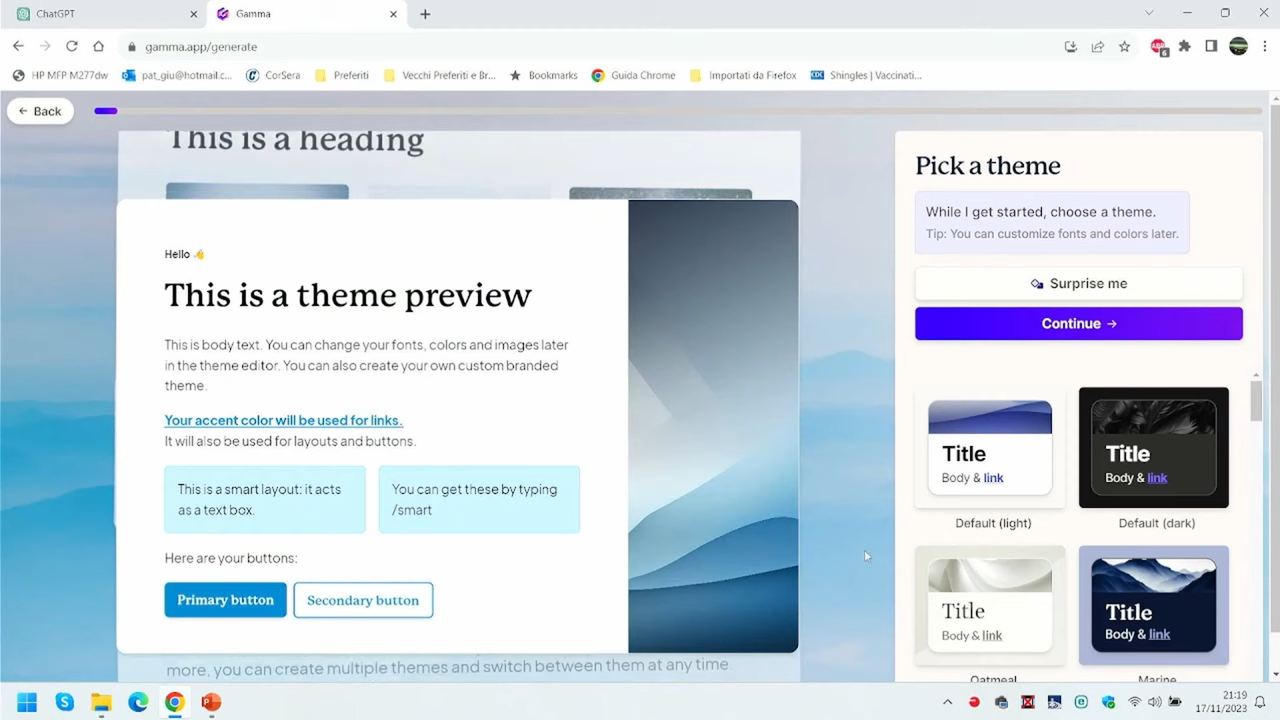 ChatGPT
Gamma
gamma.app/generate
6
HP MFP M277dw
pat_giu@hotmail.c...
CorSera
Preferiti
Vecchi Preferiti e Br...
Bookmarks
Guida Chrome
Importati da Firefox
Shingles | Vaccinati...
← Back
This is a heading
Hello 👋
This is a theme preview
This is body text. You can change your fonts, colors and images later
in the theme editor. You can also create your own custom branded
theme.
Your accent color will be used for links.
It will also be used for layouts and buttons.
This is a smart layout: it acts
as a text box.
You can get these by typing
/smart
Here are your buttons:
Primary button
Secondary button
more, you can create multiple themes and switch between them at any time.
Pick a theme
While I get started, choose a theme.
Tip: You can customize fonts and colors later.
Surprise me
Continue →
Title
Body & link
Default (light)
Title
Body & link
Default (dark)
Title
Body & link
Oatmeal
Title
Body & link
Marine
21:19
17/11/2023